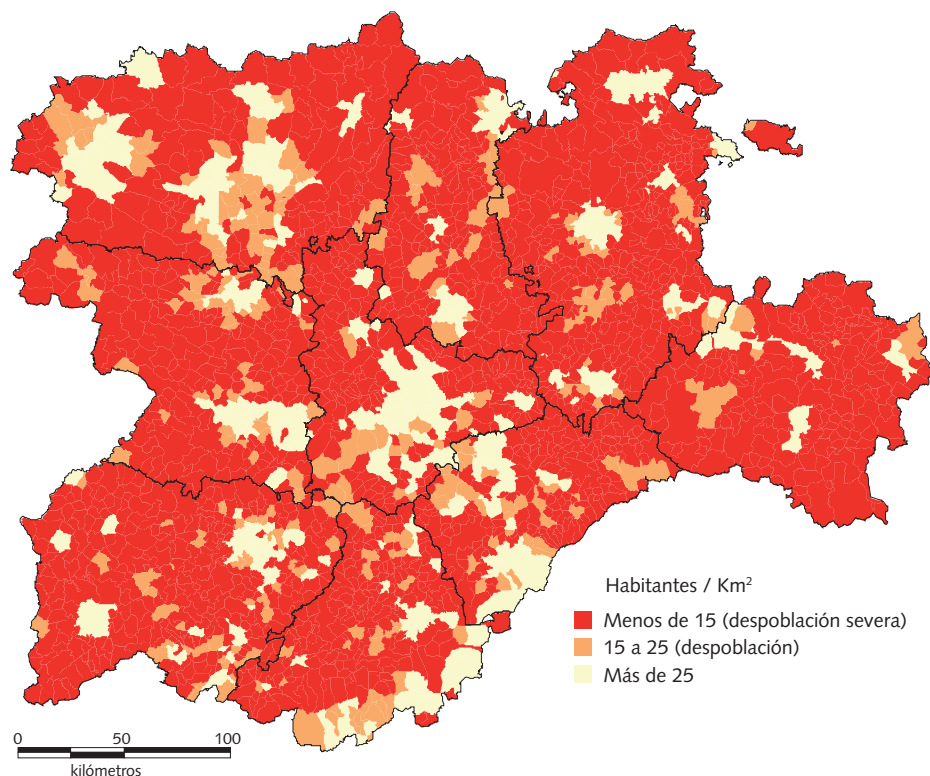 Habitantes / Km²
Menos de 15 (despoblación severa)
15 a 25 (despoblación)
Más de 25
0 50 100
kilómetros